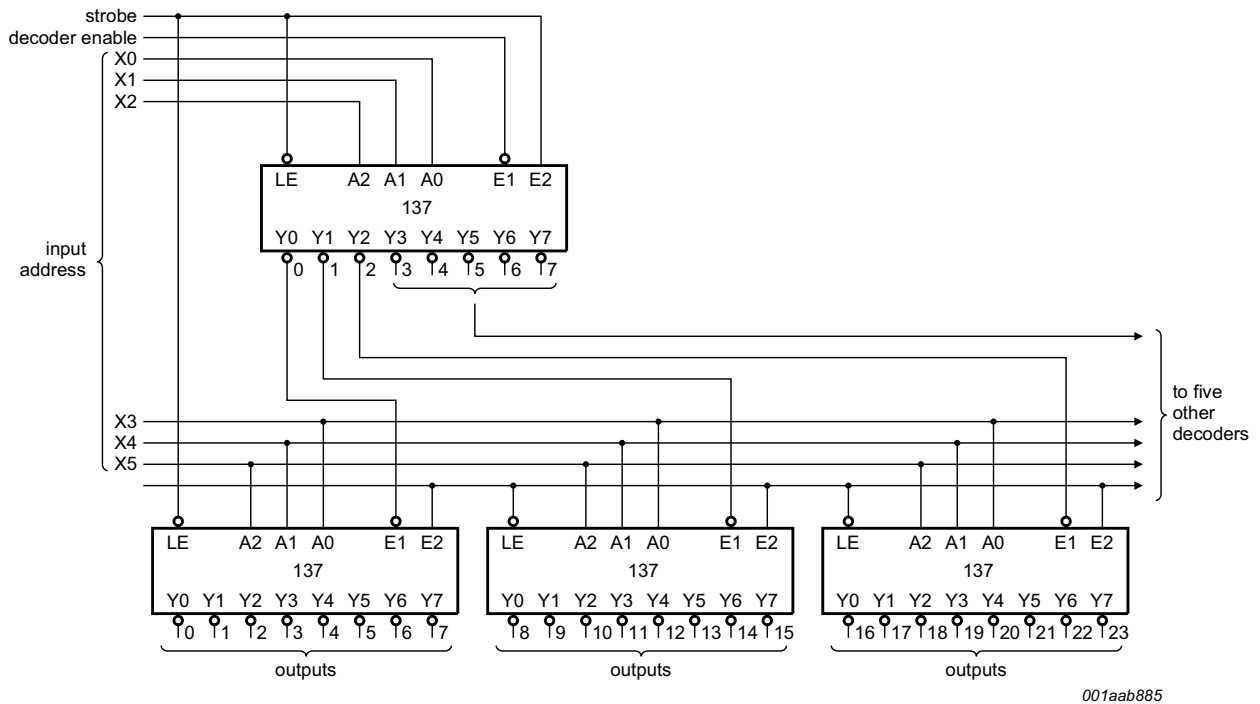 strobe
decoder enable
X0
X1
X2
LE A2 A1 A0 E1 E2
137
Y0 Y1 Y2 Y3 Y4 Y5 Y6 Y7
0 1 2 3 4 5 6 7
input
address
to five
other
decoders
X3
X4
X5
LE A2 A1 A0 E1 E2
137
Y0 Y1 Y2 Y3 Y4 Y5 Y6 Y7
0 1 2 3 4 5 6 7
outputs
LE A2 A1 A0 E1 E2
137
Y0 Y1 Y2 Y3 Y4 Y5 Y6 Y7
8 9 10 11 12 13 14 15
outputs
LE A2 A1 A0 E1 E2
137
Y0 Y1 Y2 Y3 Y4 Y5 Y6 Y7
16 17 18 19 20 21 22 23
outputs
001aab885